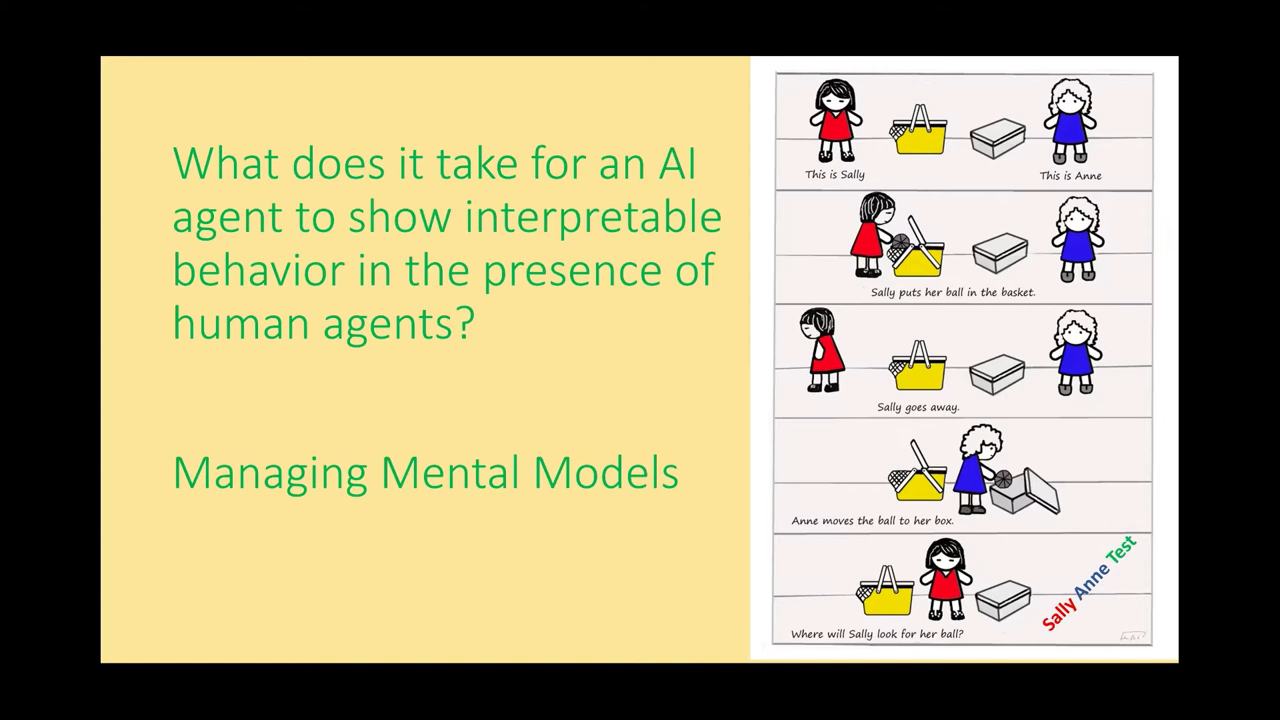 What does it take for an AI
agent to show interpretable
behavior in the presence of
human agents?
Managing Mental Models
This is Sally
This is Anne
Sally puts her ball in the basket.
Sally goes away.
Anne moves the ball to her box.
Where will Sally look for her ball?
Sally Anne Test